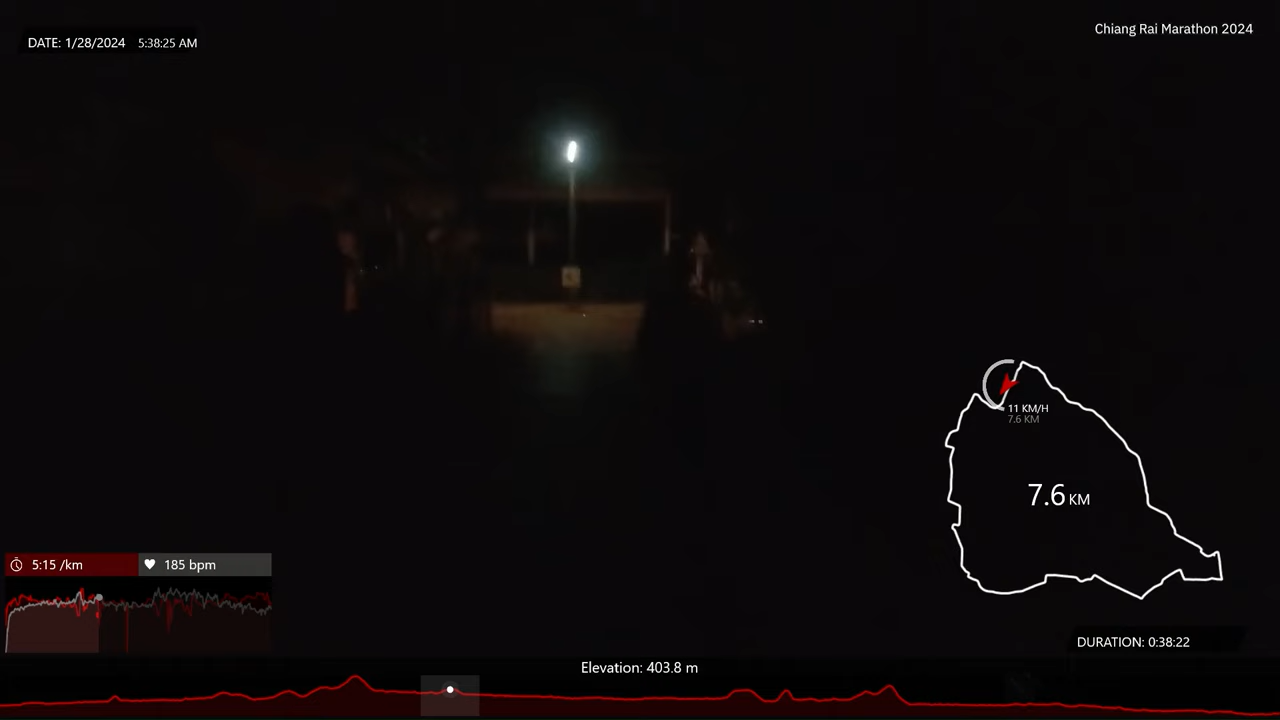 DATE: 1/28/2024 5:38:25 AM
Chiang Rai Marathon 2024
11 KM/H
7.6 KM
7.6 KM
5:15 /km
185 bpm
DURATION: 0:38:22
Elevation: 403.8 m